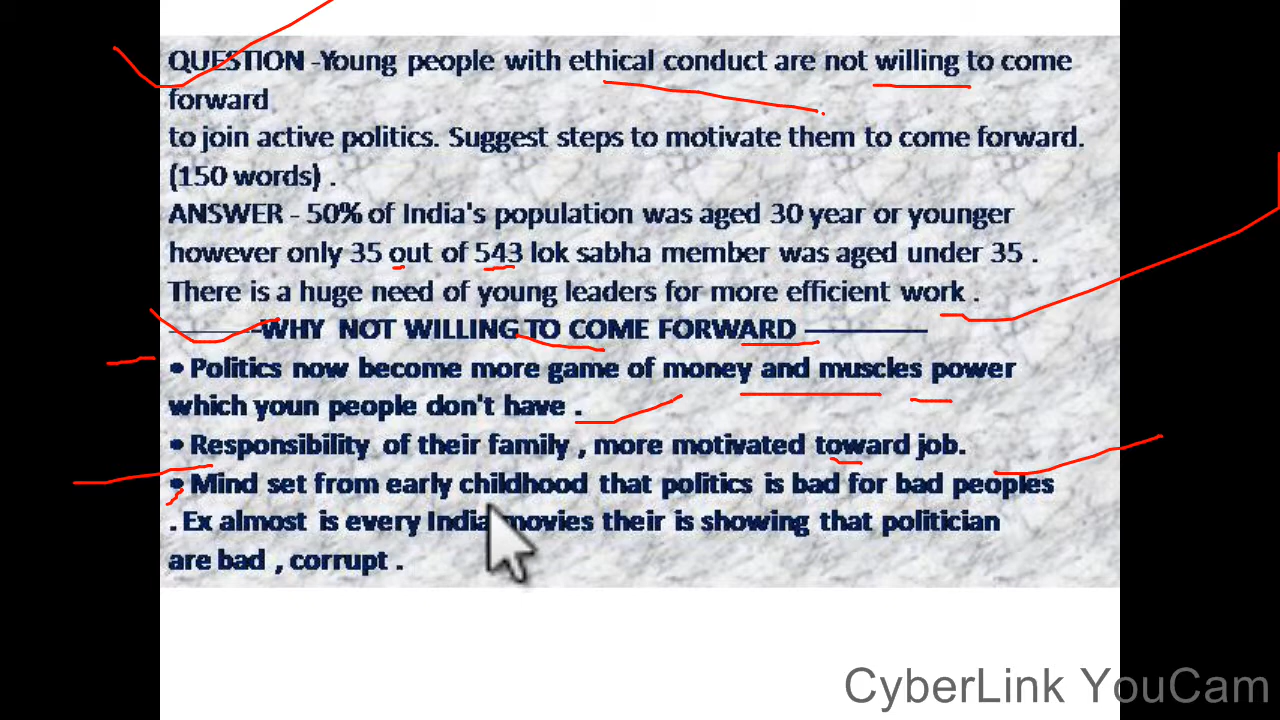 QUESTION -Young people with ethical conduct are not willing to come
forward
to join active politics. Suggest steps to motivate them to come forward.
(150 words) .
ANSWER - 50% of India's population was aged 30 year or younger
however only 35 out of 543 lok sabha member was aged under 35 .
There is a huge need of young leaders for more efficient work .
————-WHY NOT WILLING TO COME FORWARD —————
• Politics now become more game of money and muscles power
which youn people don't have .
• Responsibility of their family , more motivated toward job.
• Mind set from early childhood that politics is bad for bad peoples
. Ex almost is every India movies their is showing that politician
are bad , corrupt .
CyberLink YouCam